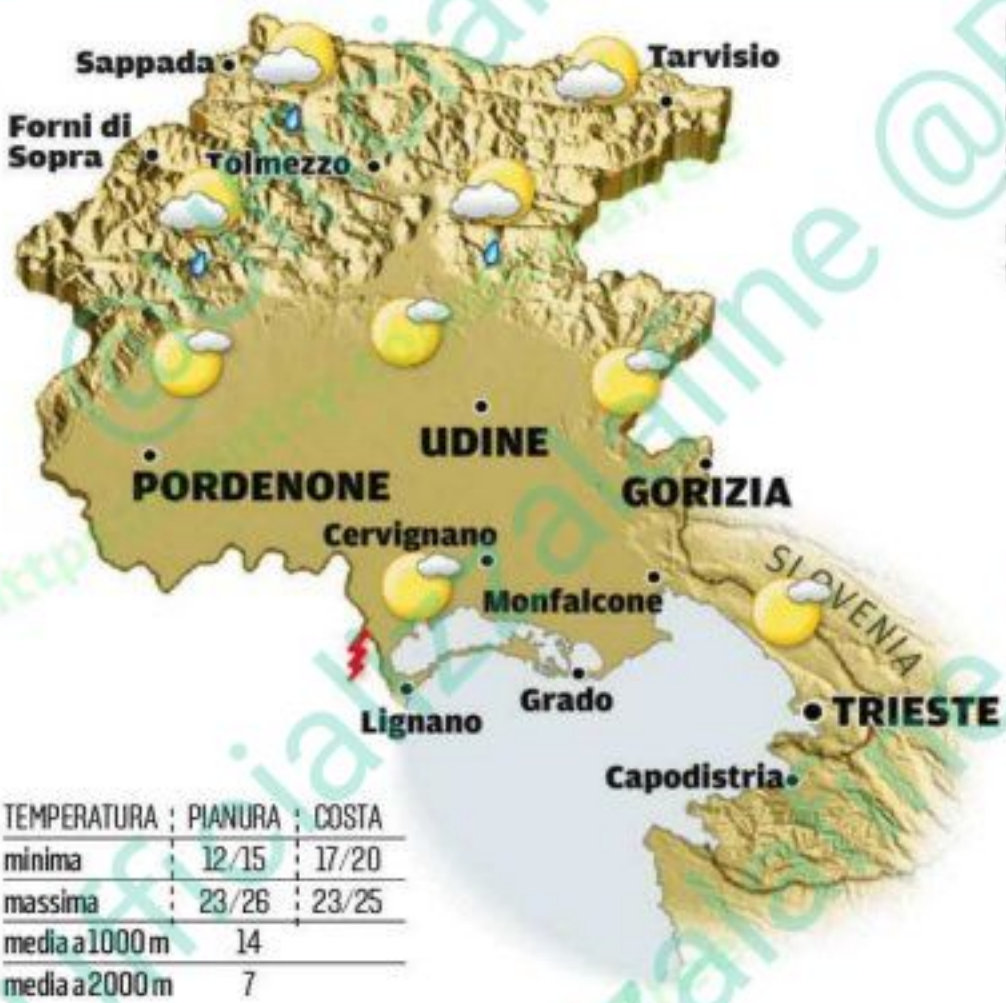 Sappada
Tarvisio
Forni di
Sopra
Tolmezzo
UDINE
PORDENONE
GORIZIA
Cervignano
Monfalcone
SLOVENIA
Grado
Lignano
TRIESTE
Capodistria
TEMPERATURA PIANURA COSTA
minima 12/15 17/20
massima 23/26 23/25
media a 1000 m 14
media a 2000 m 7